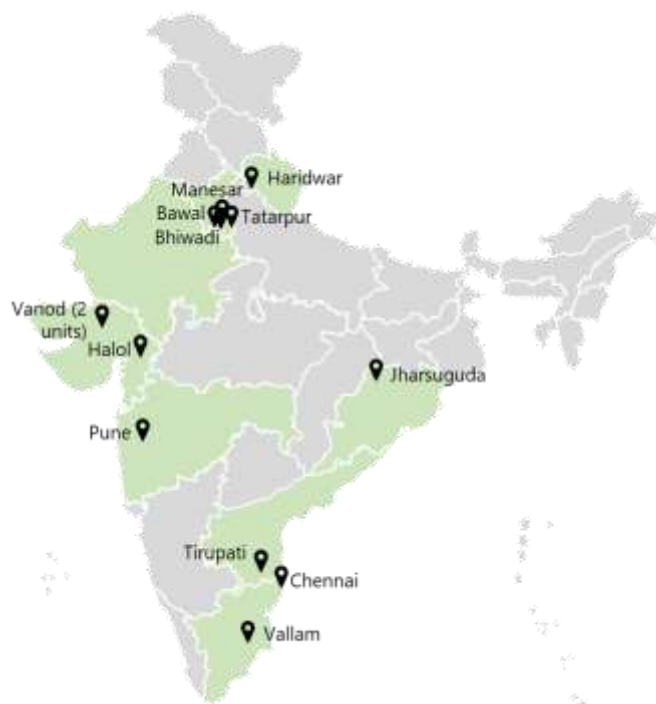 Haridwar
Manesar
Bawal
Tatarpur
Bhiwadi
Vanod (2
units)
Halol
Jharsuguda
Pune
Tirupati
Chennai
Vallam